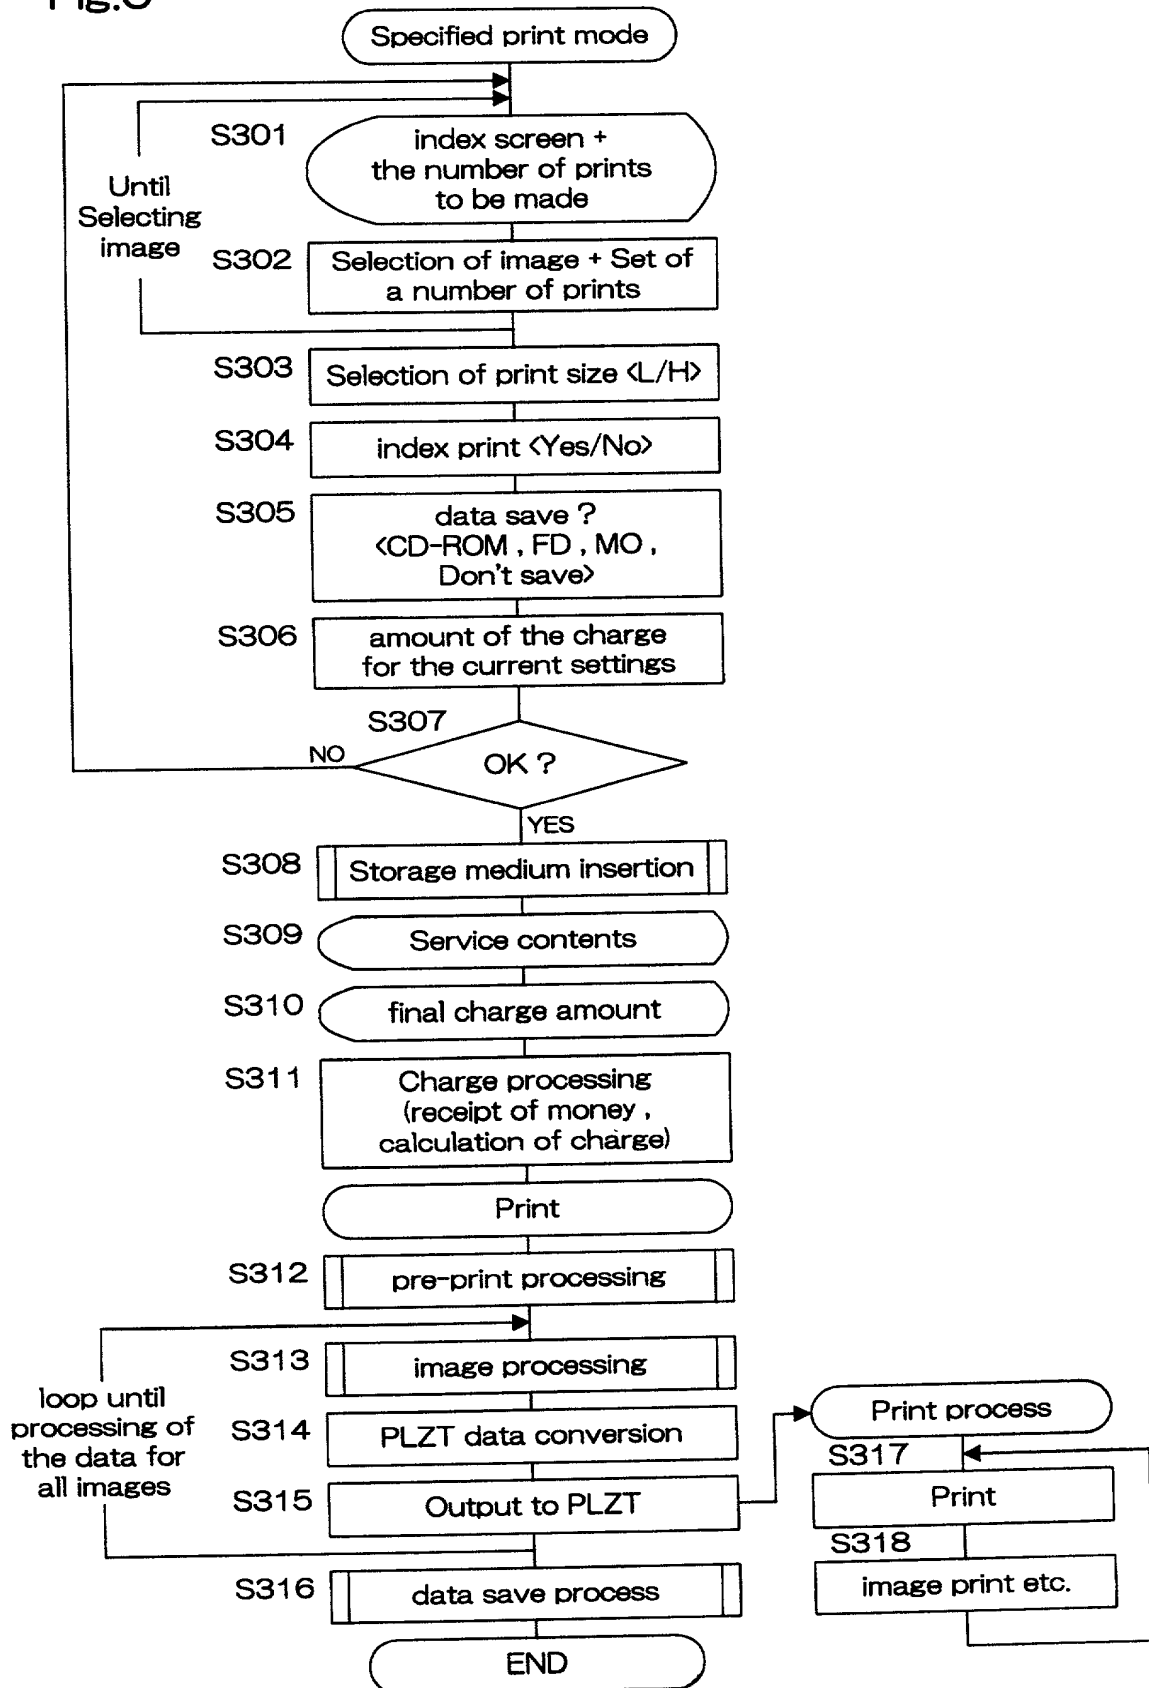 Specified print mode
S301
index screen +
the number of prints
to be made
Until
Selecting
image
S302
Selection of image + Set of
a number of prints
S303
Selection of print size <L/H>
S304
index print <Yes/No>
S305
data save ?
<CD-ROM , FD , MO ,
Don't save>
S306
amount of the charge
for the current settings
S307
NO
OK ?
YES
S308
Storage medium insertion
S309
Service contents
S310
final charge amount
S311
Charge processing
(receipt of money ,
calculation of charge)
Print
S312
pre-print processing
S313
image processing
loop until
processing of
the data for
all images
S314
PLZT data conversion
S315
Output to PLZT
S316
data save process
END
Print process
S317
Print
S318
image print etc.